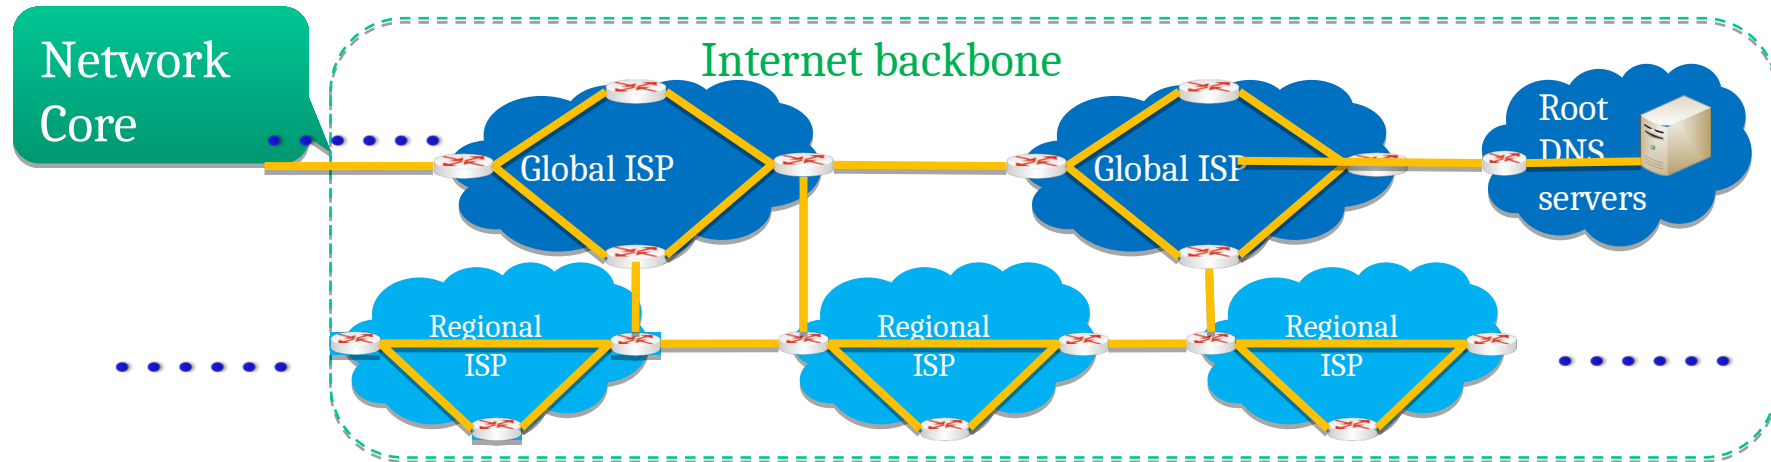 Network
Core
Internet backbone
Global ISP
Global ISP
Root
DNS
servers
Regional
ISP
Regional
ISP
Regional
ISP